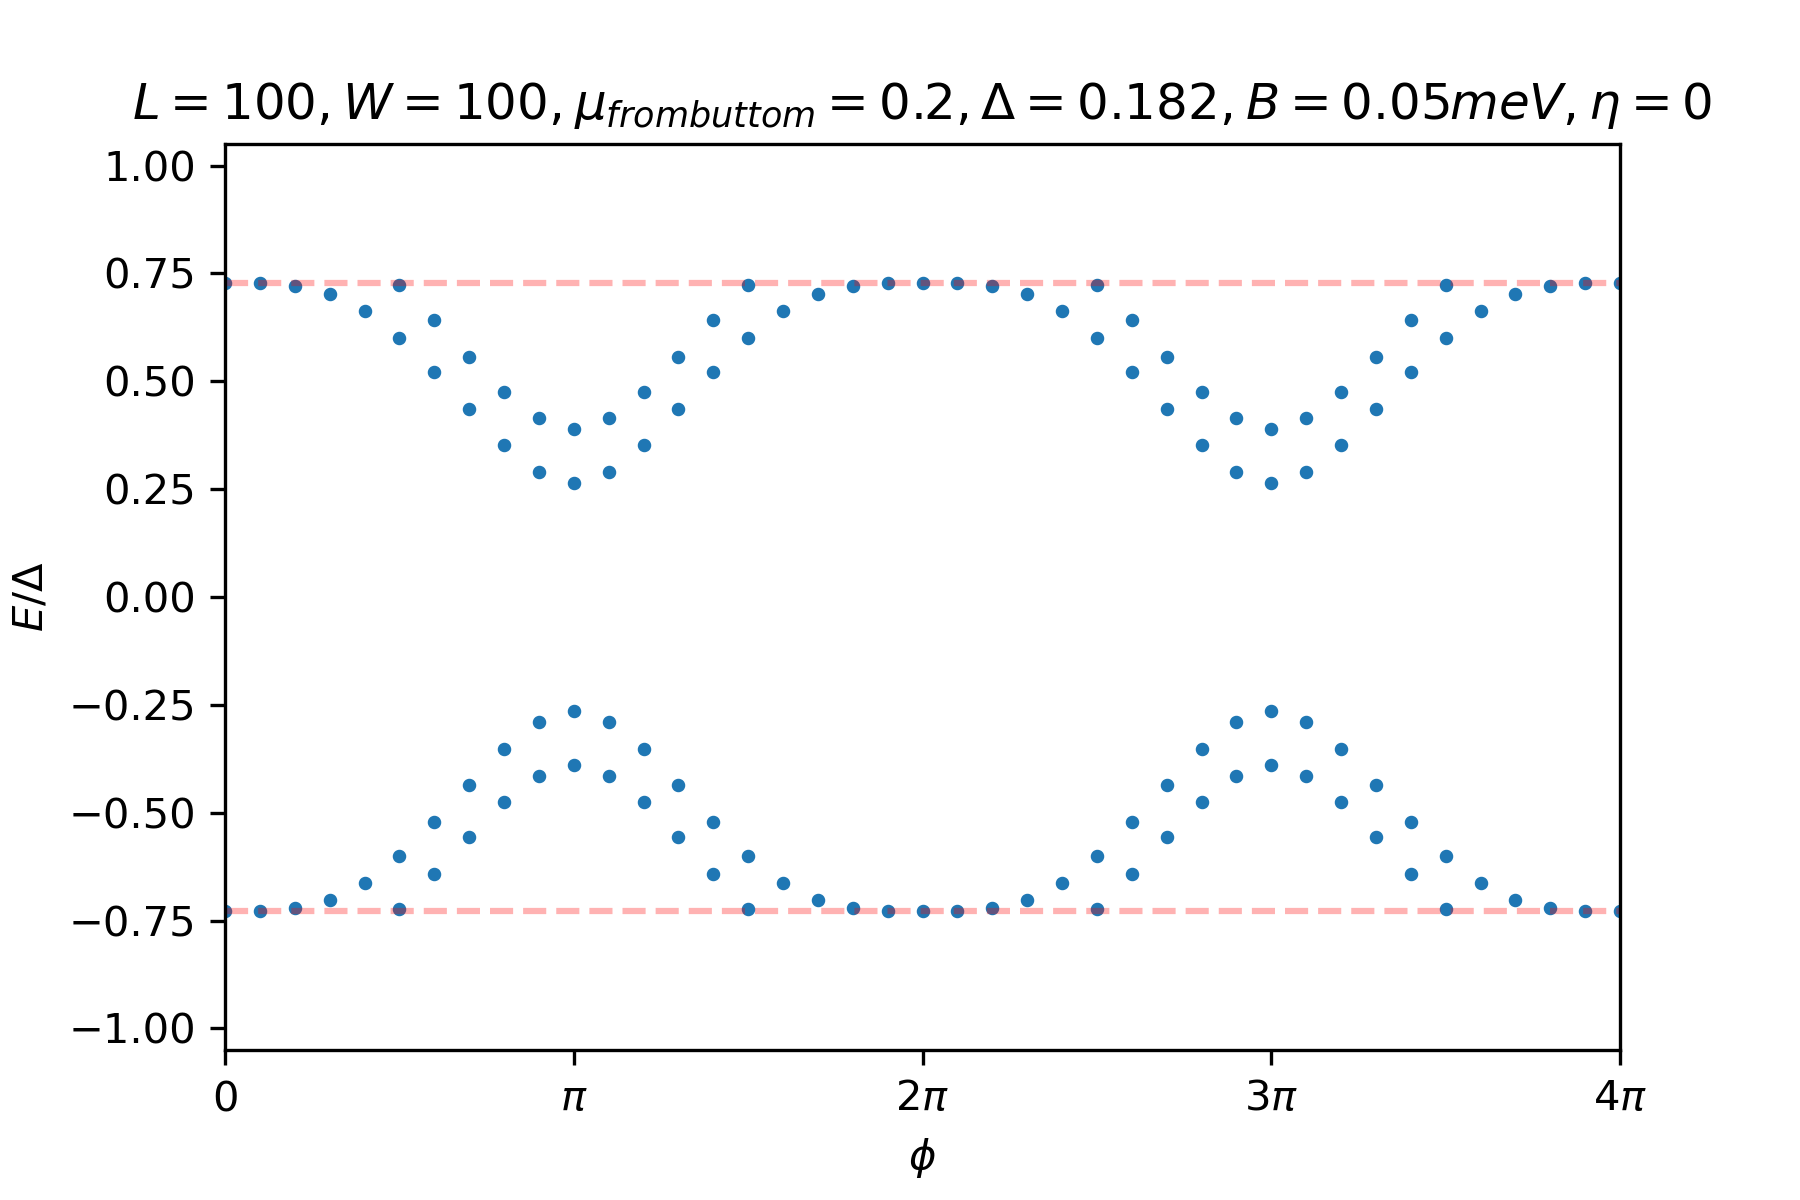 L = 100, W = 100, μ_frombuttom = 0.2, Δ = 0.182, B = 0.05meV, η = 0
1.00
0.75
0.50
0.25
0.00
−0.25
−0.50
−0.75
−1.00
E/Δ
0 π 2π 3π 4π
ϕ